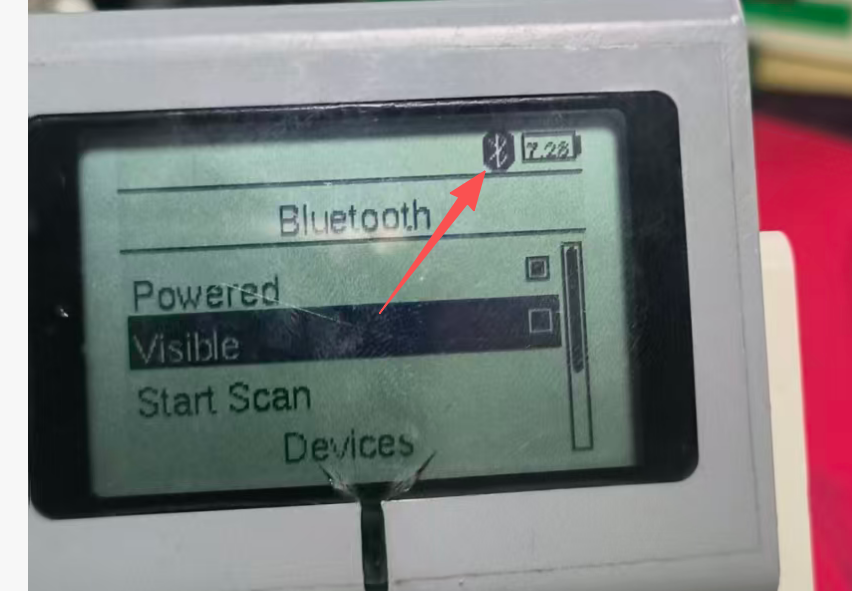 7.28
Bluetooth
Powered
Visible
Start Scan
Devices